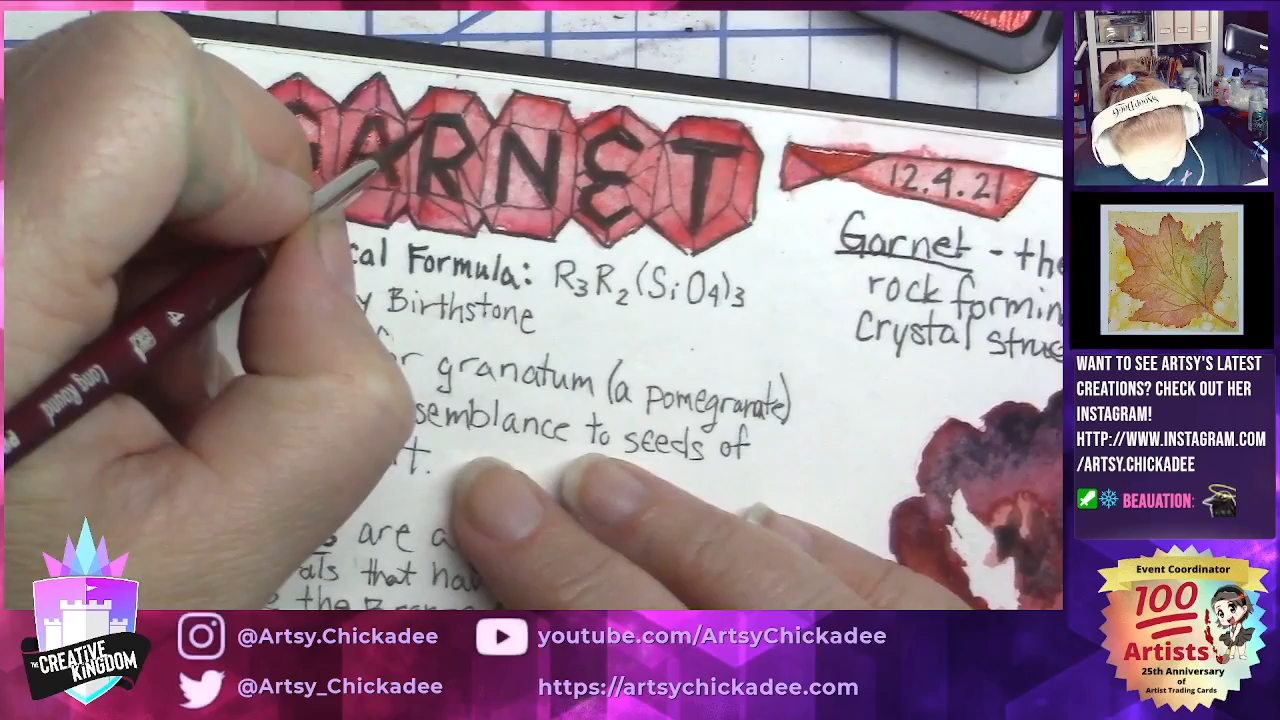 GARNET
12.4.21
cal Formula: R3R2(SiO4)3
Birthstone
granatum (a pomegranate)
semblance to seeds of
are a
that hav
the
Garnet - the
rock formin
Crystal struc
Long Round
4
WANT TO SEE ARTSY'S LATEST
CREATIONS? CHECK OUT HER
INSTAGRAM!
HTTP://WWW.INSTAGRAM.COM
/ARTSY.CHICKADEE
BEAUATION:
Event Coordinator
100
Artists
25th Anniversary
of
Artist Trading Cards
THE CREATIVE
KINGDOM
@Artsy.Chickadee
youtube.com/ArtsyChickadee
@Artsy_Chickadee
https://artsychickadee.com